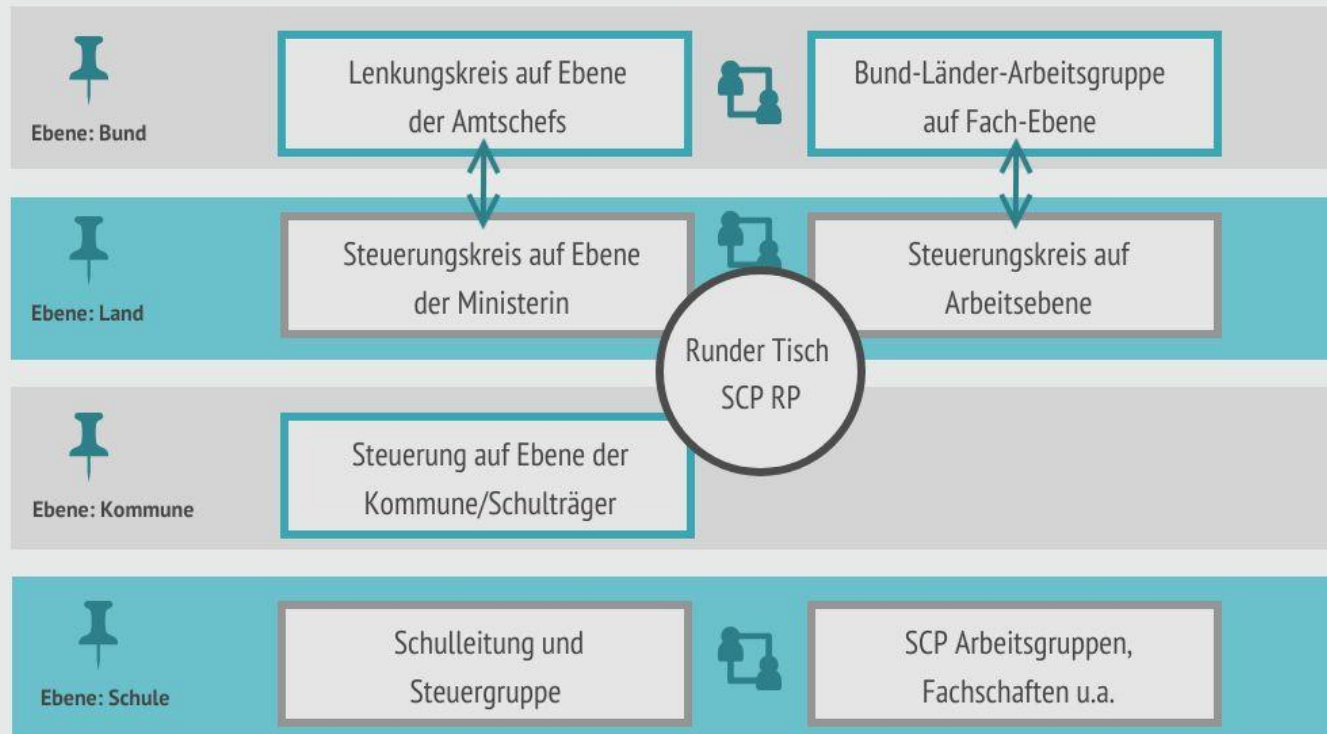 Lenkungskreis auf Ebene
der Amtschefs
Bund-Länder-Arbeitsgruppe
auf Fach-Ebene
Ebene: Bund
Steuerungskreis auf Ebene
der Ministerin
Steuerungskreis auf
Arbeitsebene
Ebene: Land
Runder Tisch
SCP RP
Steuerung auf Ebene der
Kommune/Schulträger
Ebene: Kommune
Schulleitung und
Steuergruppe
SCP Arbeitsgruppen,
Fachschaften u.a.
Ebene: Schule